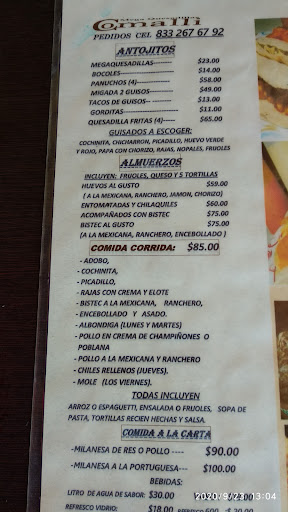 Mega Quesadillas
Comalli
PEDIDOS CEL 833 267 67 92
ANTOJITOS
MEGAQUESADILLAS-------- $23.00
BOCOLES--------------- $14.00
PANUCHOS (4)---------- $58.00
MIGADA 2 GUISOS------- $49.00
TACOS DE GUISOS-- $13.00
GORDITAS------------- $11.00
QUESADILLA FRITAS (4)----- $65.00
GUISADOS A ESCOGER:
COCHINITA, CHICHARRON, PICADILLO, HUEVO VERDE
Y ROJO, PAPA CON CHORIZO, RAJAS, NOPALES, FRIJOLES
ALMUERZOS
INCLUYEN: FRIJOLES, QUESO Y 5 TORTILLAS
HUEVOS AL GUSTO $59.00
( A LA MEXICANA, RANCHERO, JAMON, CHORIZO)
ENTOMATADAS Y CHILAQUILES $60.00
ACOMPAÑADOS CON BISTEC $75.00
BISTEC AL GUSTO $75.00
(A LA MEXICANA, RANCHERO, ENCEBOLLADO )
COMIDA CORRIDA: $85.00
- ADOBO,
- COCHINITA,
- PICADILLO,
- RAJAS CON CREMA Y ELOTE
- BISTEC A LA MEXICANA, RANCHERO,
- ENCEBOLLADO Y ASADO.
- ALBONDIGA (LUNES Y MARTES)
- POLLO EN CREMA DE CHAMPIÑONES O
POBLANA
- POLLO A LA MEXICANA Y RANCHERO
- CHILES RELLENOS (JUEVES).
- MOLE (LOS VIERNES).
TODAS INCLUYEN
ARROZ O ESPAGUETTI, ENSALADA O FRIJOLES, SOPA DE
PASTA, TORTILLAS RECIEN HECHAS Y SALSA.
COMIDA A LA CARTA
-MILANESA DE RES O POLLO ---- $90.00
-MILANESA A LA PORTUGUESA--- $100.00
BEBIDAS:
LITRO DE AGUA DE SABOR: $30.00
REFRESCO VIDRIO: $18.00
2020/9/23 13:04